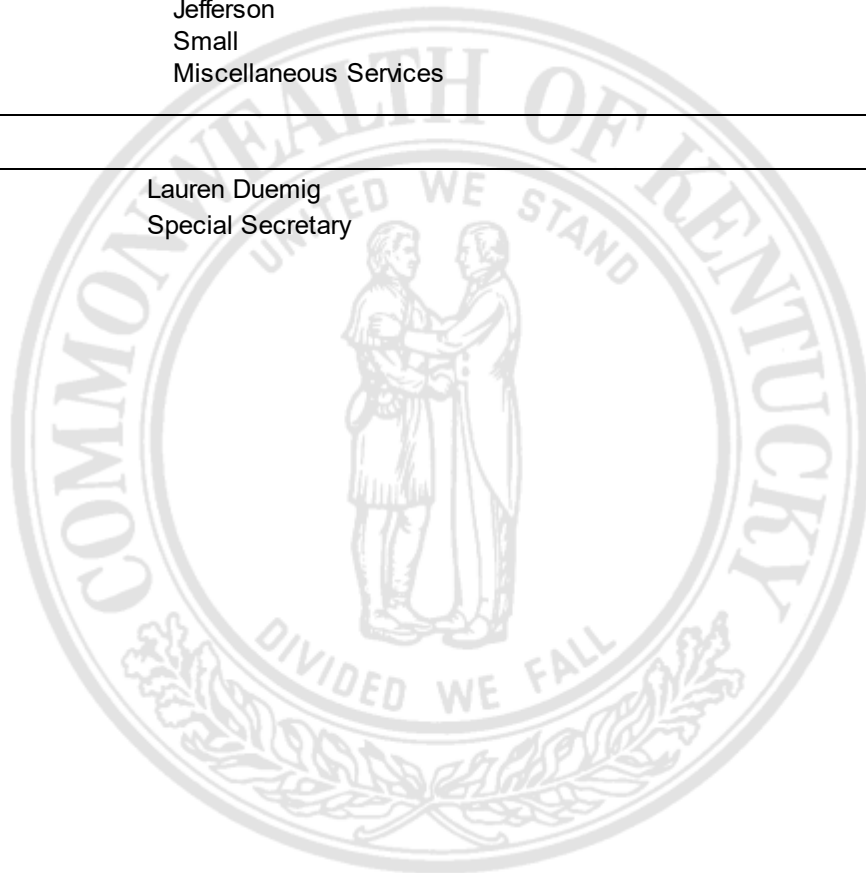 Jefferson
Small
Miscellaneous Services
COMMONWEALTH OF KENTUCKY
Lauren Duemig
UNITED WE STAND
Special Secretary
DIVIDED WE FALL